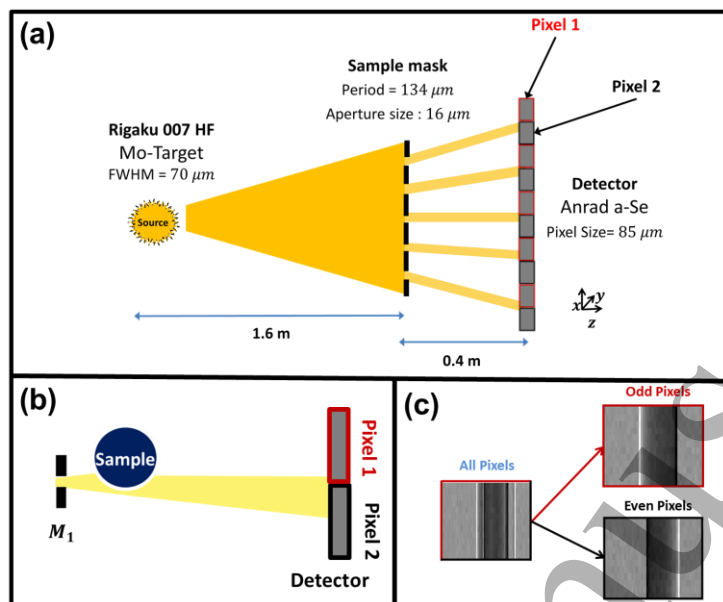 (a)
Pixel 1
Sample mask
Period = 134 μm
Aperture size : 16 μm
Pixel 2
Rigaku 007 HF
Mo-Target
FWHM = 70 μm
Source
Detector
Anrad a-Se
Pixel Size= 85 μm
x
y
z
1.6 m
0.4 m
(b)
Sample
Pixel 1
Pixel 2
M₁
Detector
(c)
Odd Pixels
All Pixels
Even Pixels